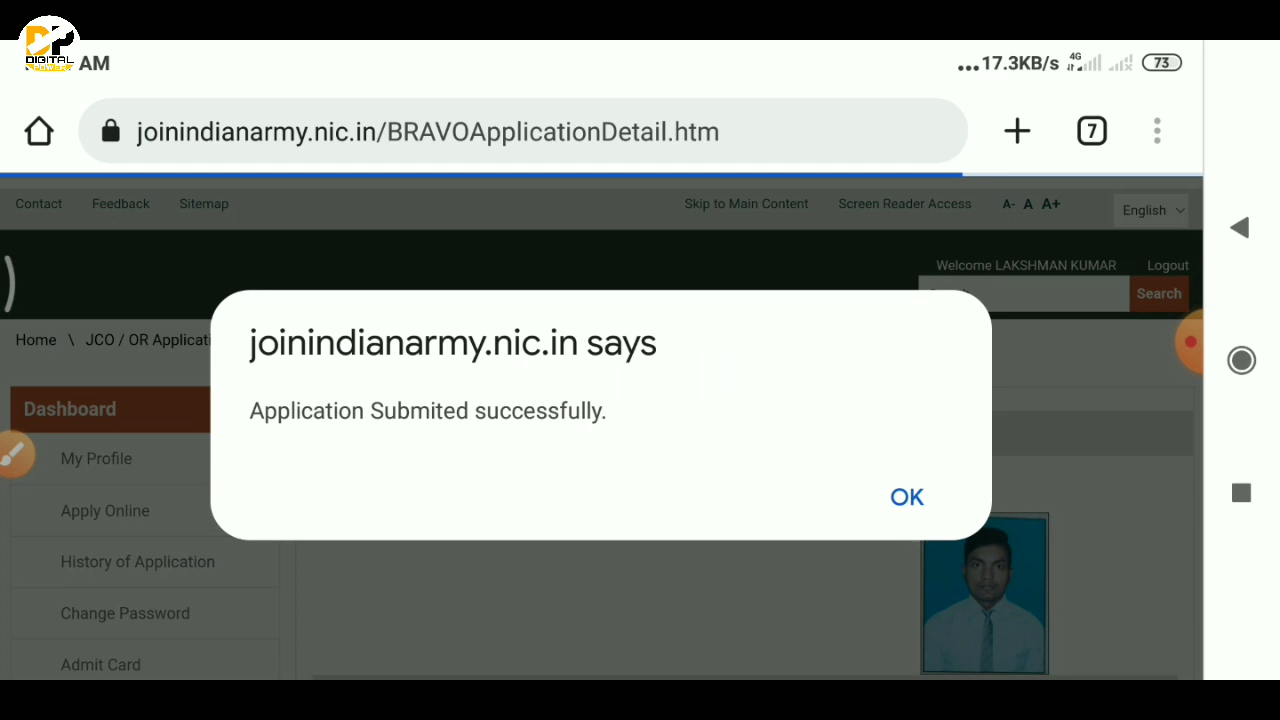 DP
DIGITAL
POWER
AM
...17.3KB/s 4G 73
joinindianarmy.nic.in/BRAVOApplicationDetail.htm
7
Contact Feedback Sitemap Skip to Main Content Screen Reader Access A- A A+ English
Welcome LAKSHMAN KUMAR Logout
Search
Home \ JCO / OR Applicati
joinindianarmy.nic.in says
Application Submited successfully.
OK
Dashboard
My Profile
Apply Online
History of Application
Change Password
Admit Card